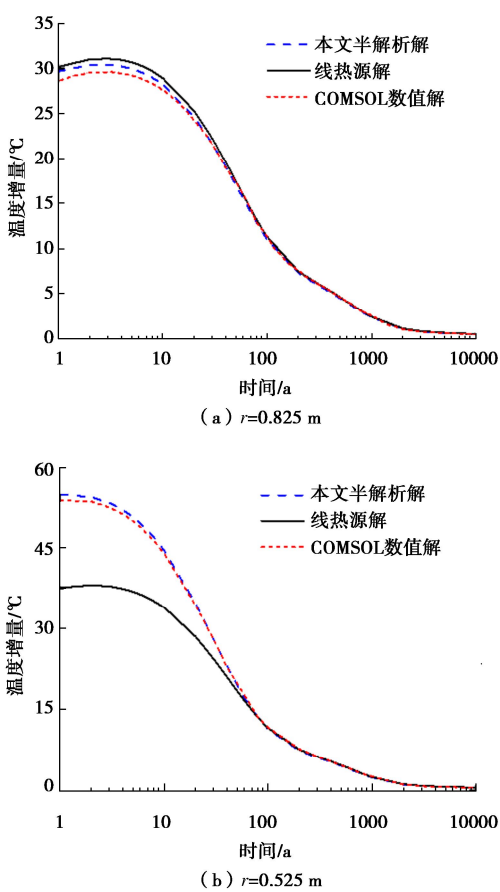 35
30
25
20
15
10
5
0
温度增量/℃
本文半解析解
线热源解
COMSOL数值解
1 10 100 1000 10000
时间/a
（a）r=0.825 m
60
45
30
15
0
温度增量/℃
本文半解析解
线热源解
COMSOL数值解
1 10 100 1000 10000
时间/a
（b）r=0.525 m